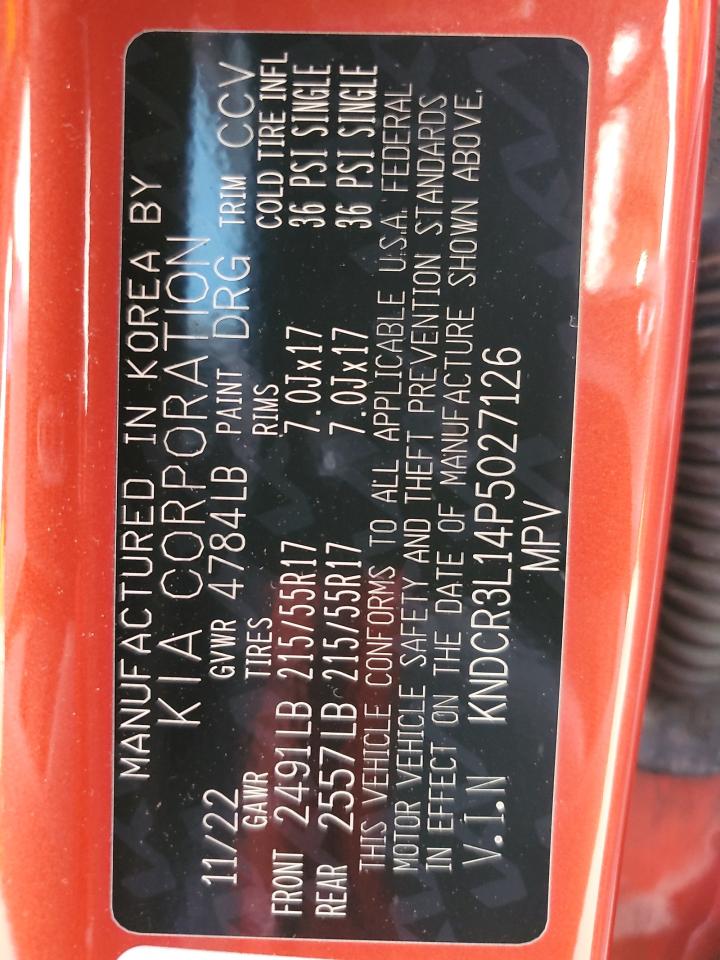 MANUFACTURED IN KOREA BY
KIA CORPORATION
11/22 GVWR 4784LB PAINT DRG TRIM CCV
GAWR TIRES RIMS COLD TIRE INFL
FRONT 2491LB 215/55R17 7.0Jx17 36 PSI SINGLE
REAR 2557LB 215/55R17 7.0Jx17 36 PSI SINGLE
THIS VEHICLE CONFORMS TO ALL APPLICABLE U.S.A. FEDERAL
MOTOR VEHICLE SAFETY AND THEFT PREVENTION STANDARDS
IN EFFECT ON THE DATE OF MANUFACTURE SHOWN ABOVE.
V.I.N KNDCR3L14P5027126
MPV